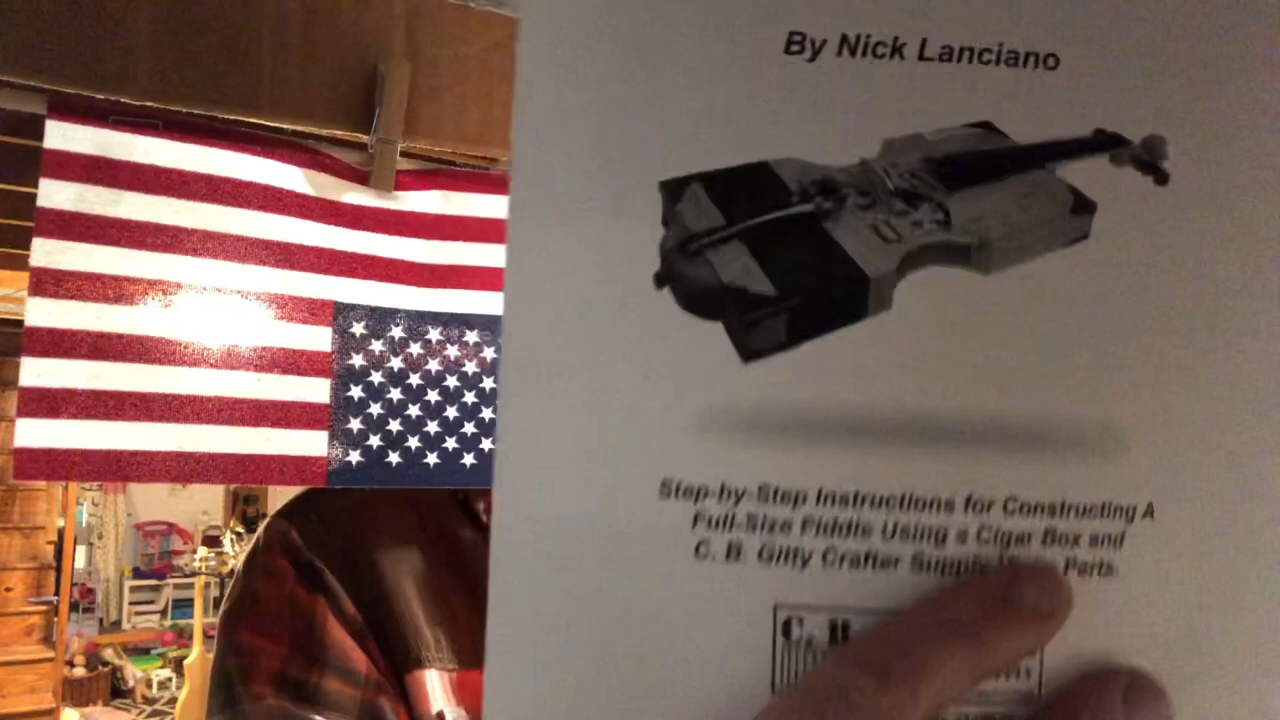 By Nick Lanciano
Step-by-Step Instructions for Constructing A
Full-Size Fiddle Using a Cigar Box and
C. B. Gitty Crafter Supply Parts.
C. B.